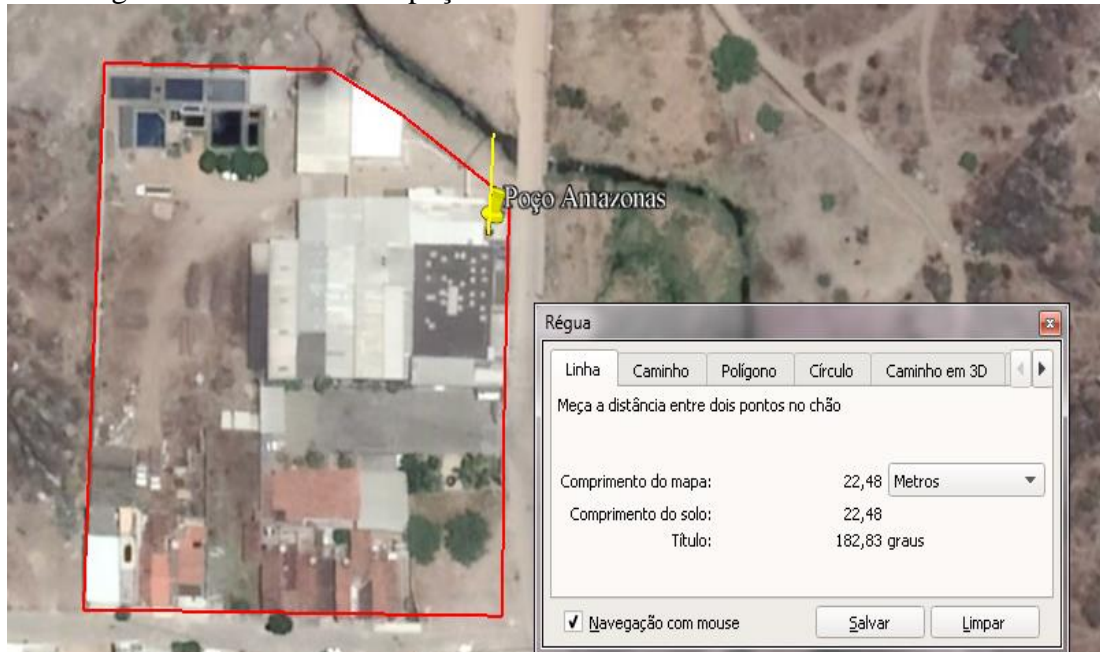 Poço Amazonas
Régua
Linha Caminho Polígono Círculo Caminho em 3D
Meça a distância entre dois pontos no chão
Comprimento do mapa: 22,48 Metros
Comprimento do solo: 22,48
Título: 182,83 graus
Navegação com mouse Salvar Limpar